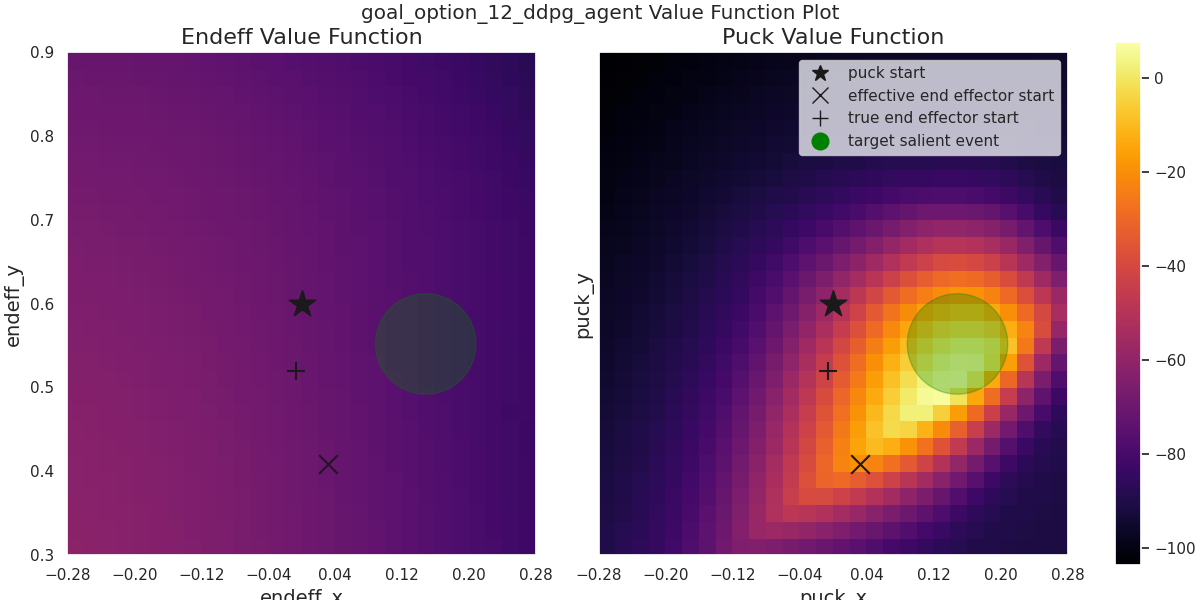 goal_option_12_ddpg_agent Value Function Plot
Endeff Value Function
Puck Value Function
0.9
0.8
0.7
0.6
0.5
0.4
0.3
endeff_y
−0.28 −0.20 −0.12 −0.04 0.04 0.12 0.20 0.28
endeff_x
puck_y
puck start
effective end effector start
true end effector start
target salient event
−0.28 −0.20 −0.12 −0.04 0.04 0.12 0.20 0.28
puck_x
0
−20
−40
−60
−80
−100